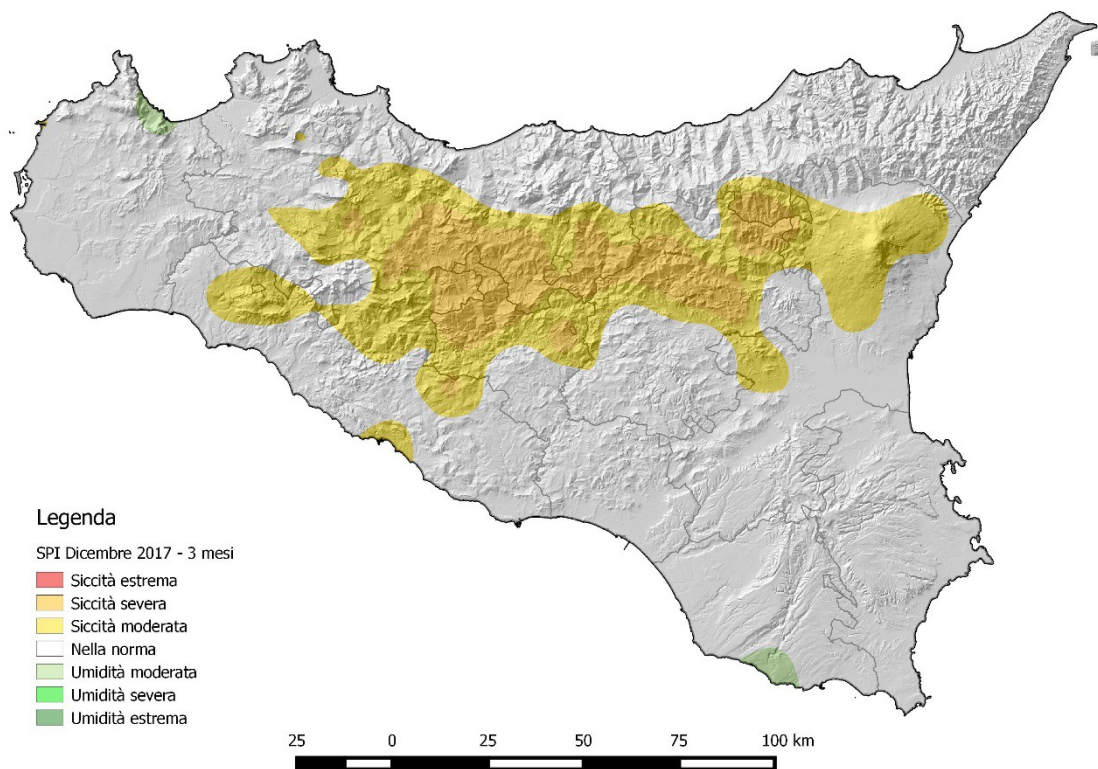 Legenda
SPI Dicembre 2017 - 3 mesi
Siccità estrema
Siccità severa
Siccità moderata
Nella norma
Umidità moderata
Umidità severa
Umidità estrema
25 0 25 50 75 100 km